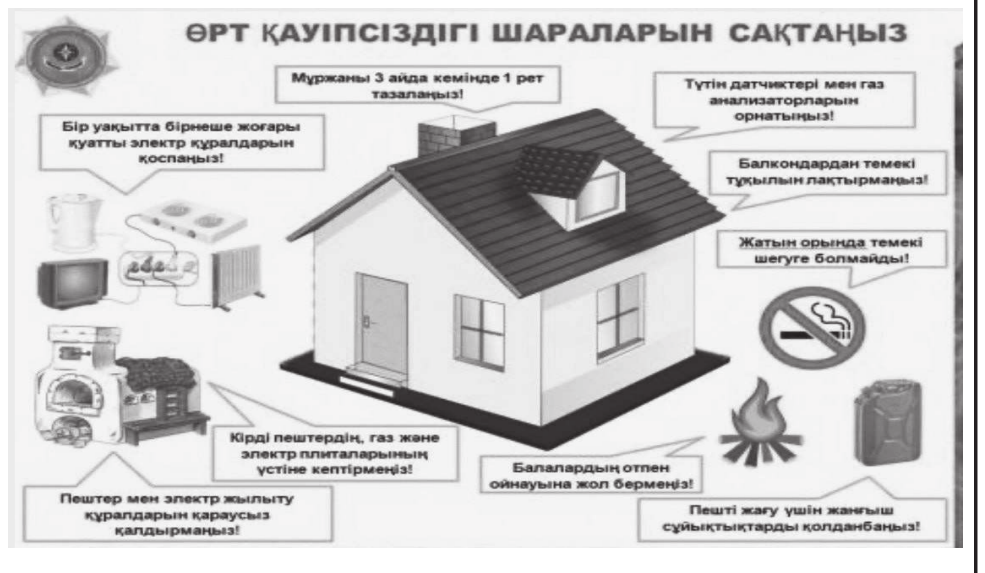 ӨРТ ҚАУІПСІЗДІГІ ШАРАЛАРЫН САҚТАҢЫЗ
Мұржаны 3 айда кемінде 1 рет
тазалаңыз!
Түтін датчиктері мен газ
анализаторларын
орнатыңыз!
Бір уақытта бірнеше жоғары
қуатты электр құралдарын
қоспаңыз!
Балкондардан темекі
тұқылын лақтырмаңыз!
Жатын орында темекі
шегуге болмайды!
Кірді пештердің, газ және
электр плиталарының
үстіне кептірмеңіз!
Балалардың отпен
ойнауына жол бермеңіз!
Пештер мен электр жылыту
құралдарын қараусыз
қалдырмаңыз!
Пешті жағу үшін жанғыш
сұйықтықтарды қолданбаңыз!